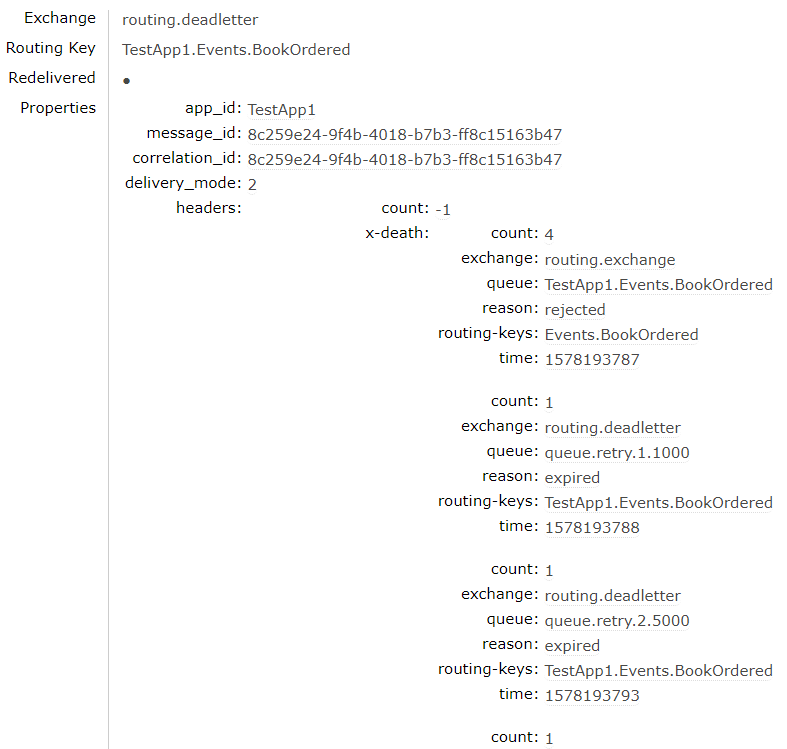 Exchange routing.deadletter
Routing Key TestApp1.Events.BookOrdered
Redelivered ●
Properties app_id: TestApp1
message_id: 8c259e24-9f4b-4018-b7b3-ff8c15163b47
correlation_id: 8c259e24-9f4b-4018-b7b3-ff8c15163b47
delivery_mode: 2
headers: count: -1
x-death: count: 4
exchange: routing.exchange
queue: TestApp1.Events.BookOrdered
reason: rejected
routing-keys: Events.BookOrdered
time: 1578193787
count: 1
exchange: routing.deadletter
queue: queue.retry.1.1000
reason: expired
routing-keys: TestApp1.Events.BookOrdered
time: 1578193788
count: 1
exchange: routing.deadletter
queue: queue.retry.2.5000
reason: expired
routing-keys: TestApp1.Events.BookOrdered
time: 1578193793
count: 1